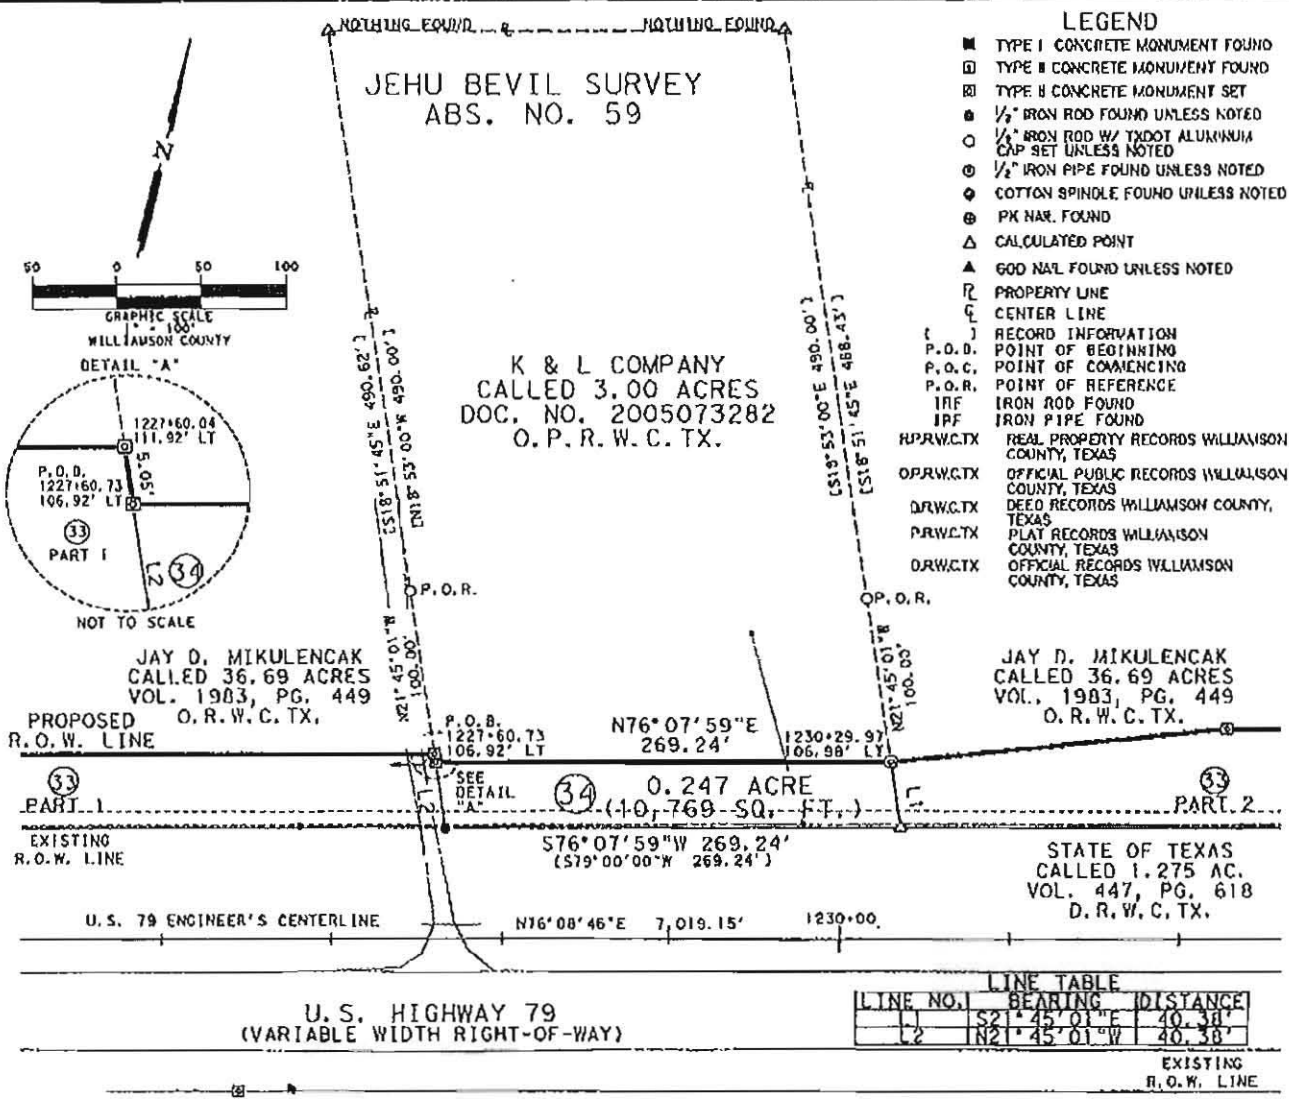 NOTHING FOUND
NOTHING FOUND
JEHU BEVIL SURVEY
ABS. NO. 59
N
50 0 50 100
GRAPHIC SCALE
1" = 100'
WILLIAMSON COUNTY
DETAIL "A"
1227+60.04
111.92' LT
5.05'
P.O.B.
1227+60.73
106.92' LT
33
PART 1
L2
34
NOT TO SCALE
LEGEND
TYPE I CONCRETE MONUMENT FOUND
TYPE II CONCRETE MONUMENT FOUND
TYPE II CONCRETE MONUMENT SET
1/2" IRON ROD FOUND UNLESS NOTED
1/2" IRON ROD W/ TXDOT ALUMINUM
CAP SET UNLESS NOTED
1/2" IRON PIPE FOUND UNLESS NOTED
COTTON SPINDLE FOUND UNLESS NOTED
PK NAIL FOUND
CALCULATED POINT
60D NAIL FOUND UNLESS NOTED
PROPERTY LINE
CENTER LINE
( ) RECORD INFORMATION
P.O.B. POINT OF BEGINNING
P.O.C. POINT OF COMMENCING
P.O.R. POINT OF REFERENCE
IRF IRON ROD FOUND
IPF IRON PIPE FOUND
R.P.R.W.C.TX REAL PROPERTY RECORDS WILLIAMSON
COUNTY, TEXAS
O.P.R.W.C.TX OFFICIAL PUBLIC RECORDS WILLIAMSON
COUNTY, TEXAS
D.R.W.C.TX DEED RECORDS WILLIAMSON COUNTY,
TEXAS
P.R.W.C.TX PLAT RECORDS WILLIAMSON
COUNTY, TEXAS
O.R.W.C.TX OFFICIAL RECORDS WILLIAMSON
COUNTY, TEXAS
K & L COMPANY
CALLED 3.00 ACRES
DOC. NO. 2005073282
O.P.R.W.C.TX.
(S18°51'45"E 490.62')
(N18°53'00"W 490.00')
(S18°53'00"E 490.00')
(S18°51'45"E 468.43')
P.O.R.
P.O.R.
N21°45'01"W
100.00'
N21°45'01"W
100.00'
JAY D. MIKULENCAK
CALLED 36.69 ACRES
VOL. 1983, PG. 449
O.R.W.C.TX.
JAY D. MIKULENCAK
CALLED 36.69 ACRES
VOL. 1983, PG. 449
O.R.W.C.TX.
PROPOSED
R.O.W. LINE
P.O.B.
1227+60.73
106.92' LT
N76°07'59"E
269.24'
1230+29.97
106.98' LT
SEE
DETAIL
"A"
33
PART 1
L2
34
0.247 ACRE
(10,769 SQ. FT.)
L1
33
PART 2
EXISTING
R.O.W. LINE
S76°07'59"W 269.24'
(S79°00'00"W 269.24')
STATE OF TEXAS
CALLED 1.275 AC.
VOL. 447, PG. 618
D.R.W.C.TX.
U.S. 79 ENGINEER'S CENTERLINE
N76°08'46"E 7,019.15'
1230+00.
U.S. HIGHWAY 79
(VARIABLE WIDTH RIGHT-OF-WAY)
LINE TABLE
LINE NO. BEARING DISTANCE
L1 S21°45'01"E 40.38'
L2 N21°45'01"W 40.38'
EXISTING
R.O.W. LINE